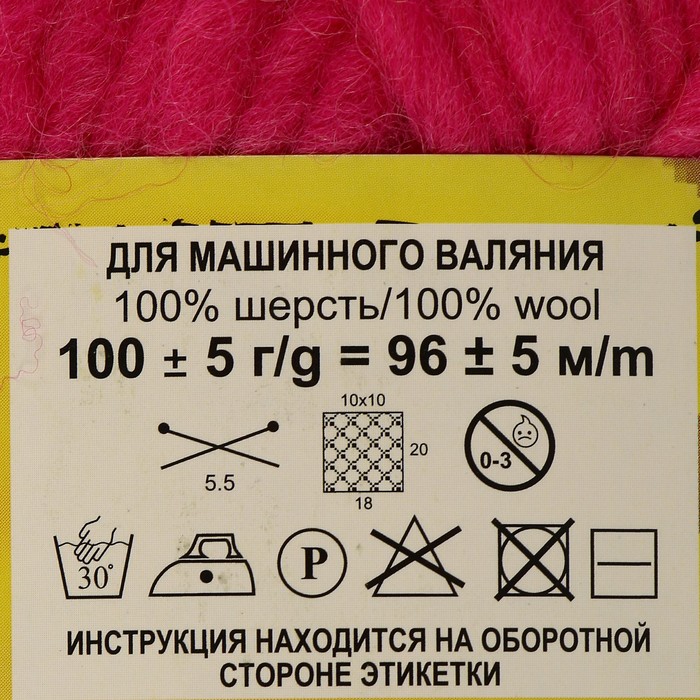 ДЛЯ МАШИННОГО ВАЛЯНИЯ
100% шерсть/100% wool
100 ± 5 г/g = 96 ± 5 м/m
10x10
20
18
5.5
0-3
30°
P
ИНСТРУКЦИЯ НАХОДИТСЯ НА ОБОРОТНОЙ
СТОРОНЕ ЭТИКЕТКИ